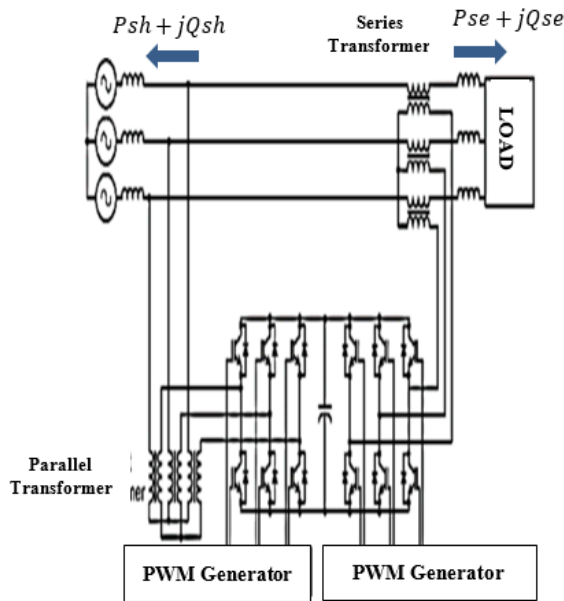 Psh + jQsh
Series
Transformer
Pse + jQse
LOAD
Parallel
Transformer
PWM Generator
PWM Generator